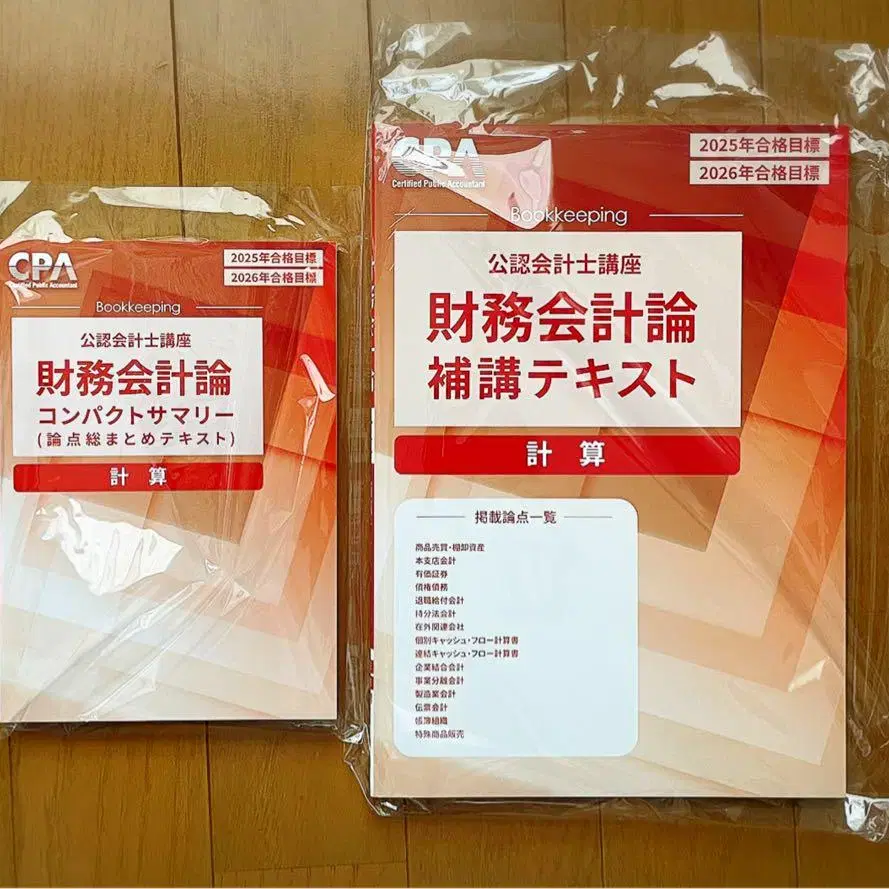 CPA
Certified Public Accountant
2025年合格目標
2026年合格目標
Bookkeeping
公認会計士講座
財務会計論
コンパクトサマリー
(論点総まとめテキスト)
計算
CPA
Certified Public Accountant
2025年合格目標
2026年合格目標
Bookkeeping
公認会計士講座
財務会計論
補講テキスト
計算
掲載論点一覧
商品売買・棚卸資産
本支店会計
有価証券
債権債務
退職給付会計
持分法会計
在外関連会社
個別キャッシュ・フロー計算書
連結キャッシュ・フロー計算書
企業結合会計
事業分離会計
製造業会計
伝票会計
帳簿組織
特殊商品販売